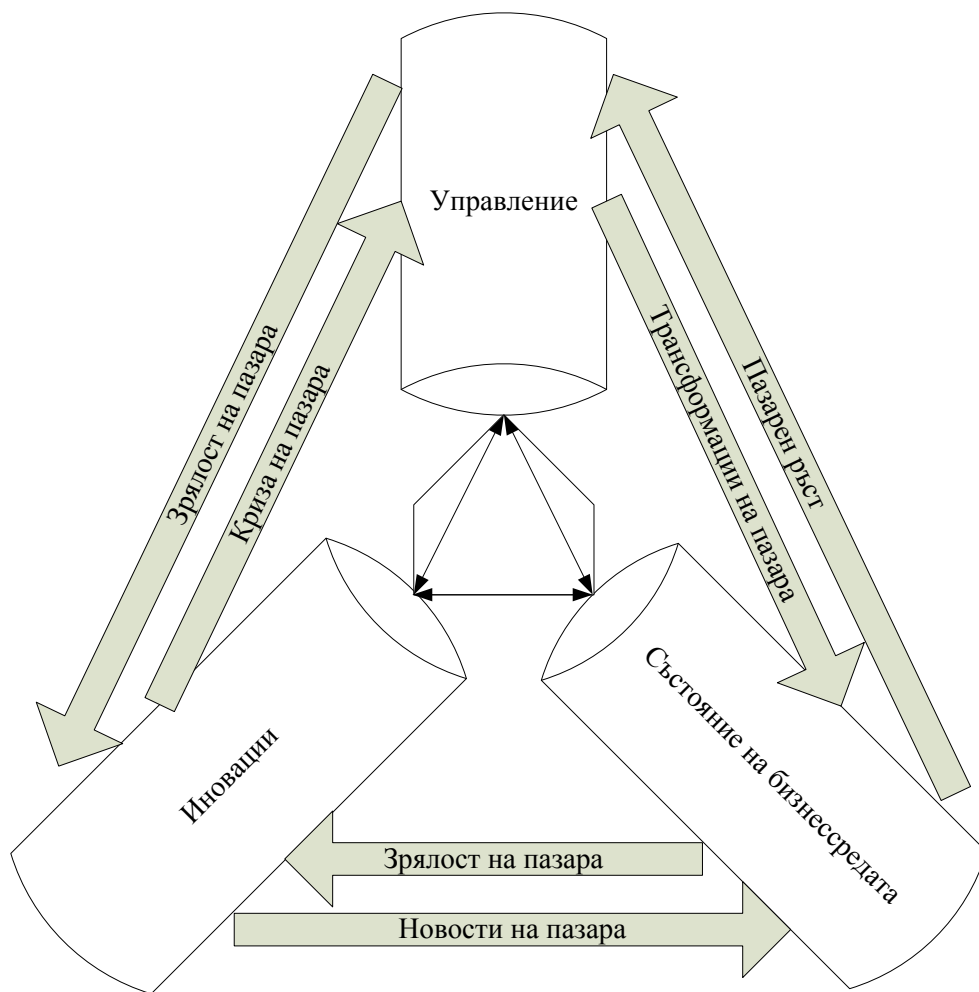 Управление
Зрялост на пазара
Криза на пазара
Трансформации на пазара
Пазарен ръст
Иновации
Състояние на бизнессредата
Зрялост на пазара
Новости на пазара